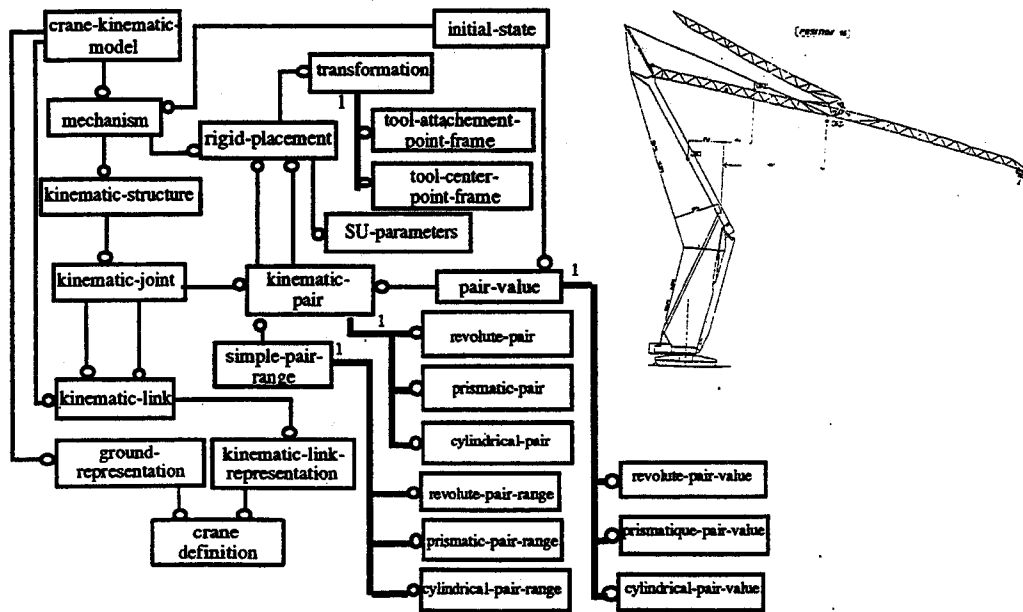 crane-kinematic-
model
initial-state
transformation
1
mechanism
rigid-placement
tool-attachement-
point-frame
tool-center-
point-frame
kinematic-structure
SU-parameters
kinematic-joint
kinematic-
pair
pair-value
1
1
revolute-pair
simple-pair-
range
1
prismatic-pair
kinematic-link
cylindrical-pair
ground-
representation
kinematic-link-
representation
revolute-pair-value
revolute-pair-range
crane
definition
prismatic-pair-range
prismatique-pair-value
cylindrical-pair-range
cylindrical-pair-value